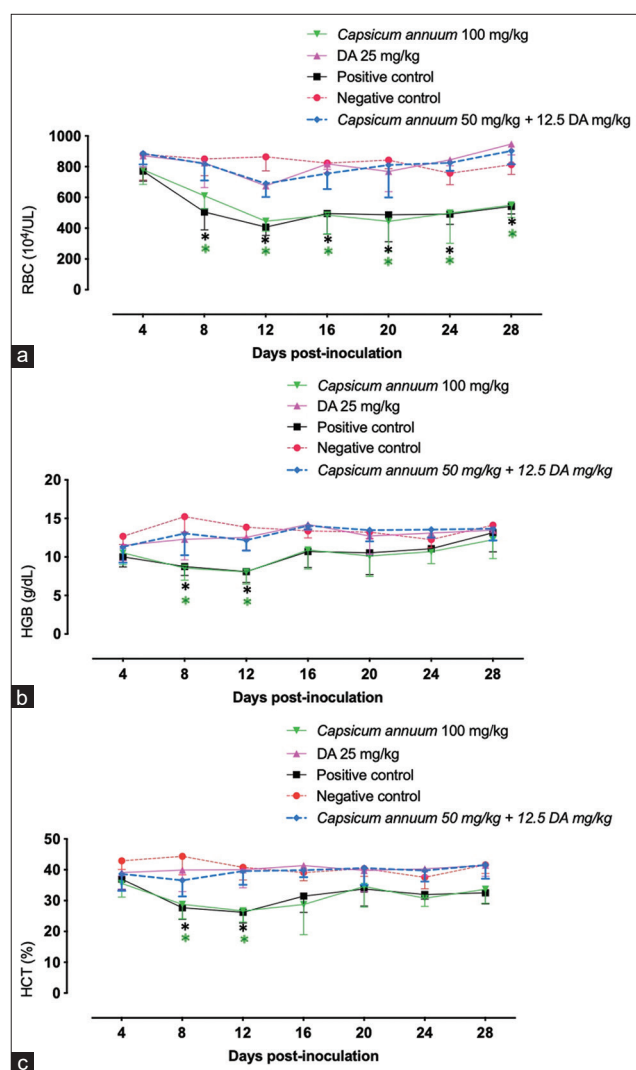 Capsicum annuum 100 mg/kg
DA 25 mg/kg
Positive control
Negative control
Capsicum annuum 50 mg/kg + 12.5 DA mg/kg
1000
800
600
400
200
0
RBC (10⁴/UL)
* * * * * *
* * * * * *
4 8 12 16 20 24 28
Days post-inoculation
a
Capsicum annuum 100 mg/kg
DA 25 mg/kg
Positive control
Negative control
Capsicum annuum 50 mg/kg + 12.5 DA mg/kg
20
15
10
5
0
HGB (g/dL)
* *
* *
4 8 12 16 20 24 28
Days post-inoculation
b
Capsicum annuum 100 mg/kg
DA 25 mg/kg
Positive control
Negative control
Capsicum annuum 50 mg/kg + 12.5 DA mg/kg
50
40
30
20
10
0
HCT (%)
* *
* *
4 8 12 16 20 24 28
Days post-inoculation
c